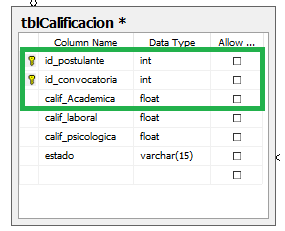 tblCalificacion *
Column Name Data Type Allow ...
id_postulante int
id_convocatoria int
calif_Academica float
calif_laboral float
calif_psicologica float
estado varchar(15)